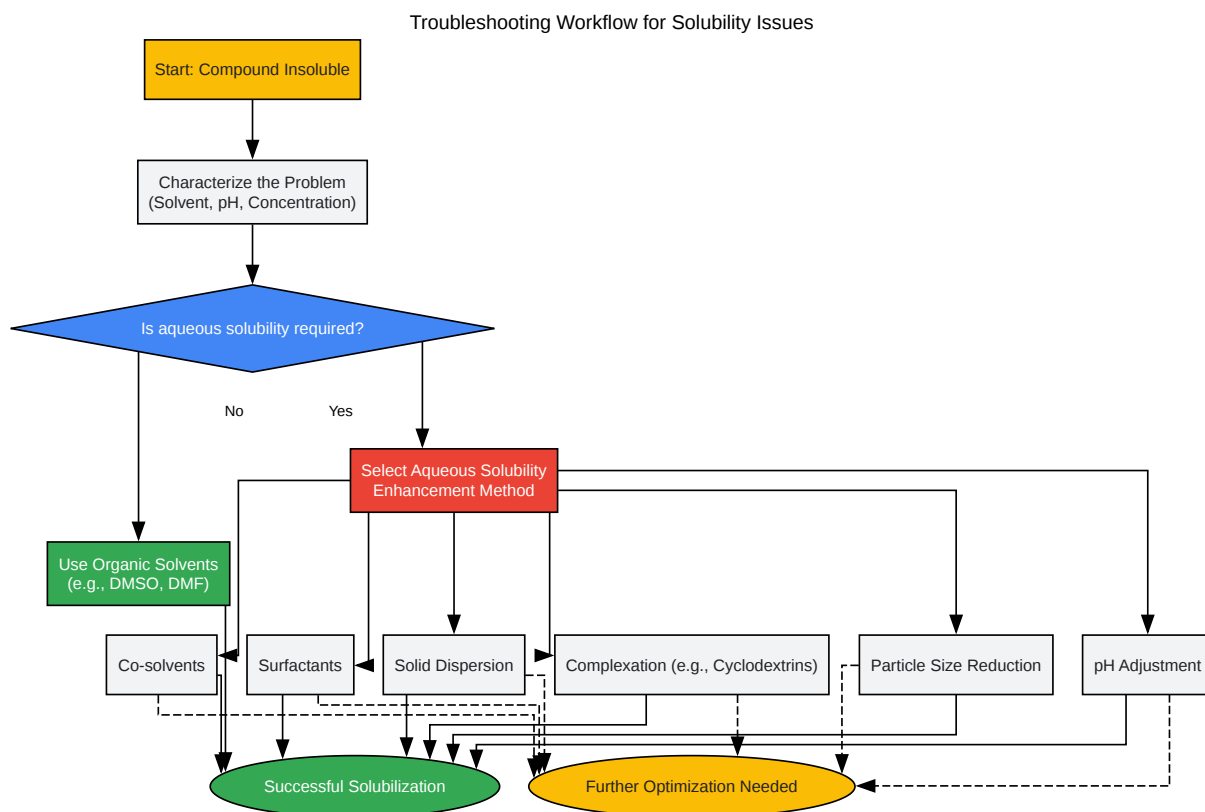 Troubleshooting Workflow for Solubility Issues
Start: Compound Insoluble
Characterize the Problem
(Solvent, pH, Concentration)
Is aqueous solubility required?
No
Yes
Select Aqueous Solubility
Enhancement Method
Use Organic Solvents
(e.g., DMSO, DMF)
Co-solvents
Surfactants
Solid Dispersion
Complexation (e.g., Cyclodextrins)
Particle Size Reduction
pH Adjustment
Successful Solubilization
Further Optimization Needed